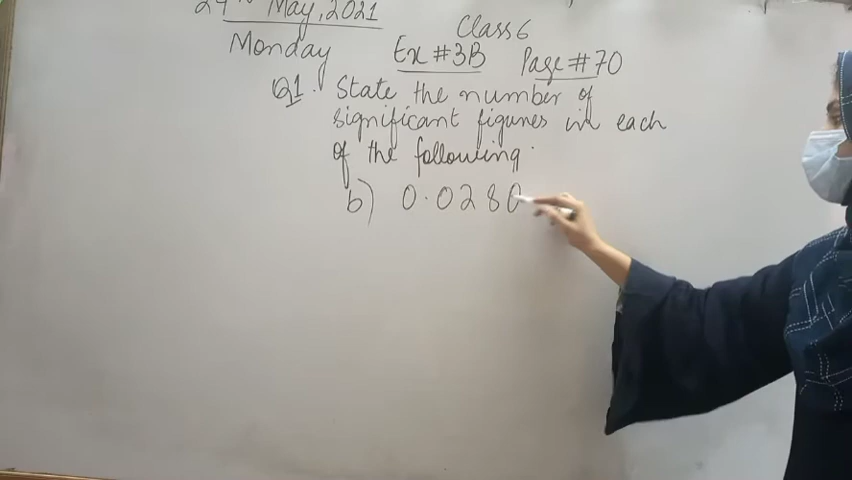 May, 2021
Class 6
Monday Ex #3B Page #70
Q1. State the number of
significant figures in each
of the following.
b) 0.0280